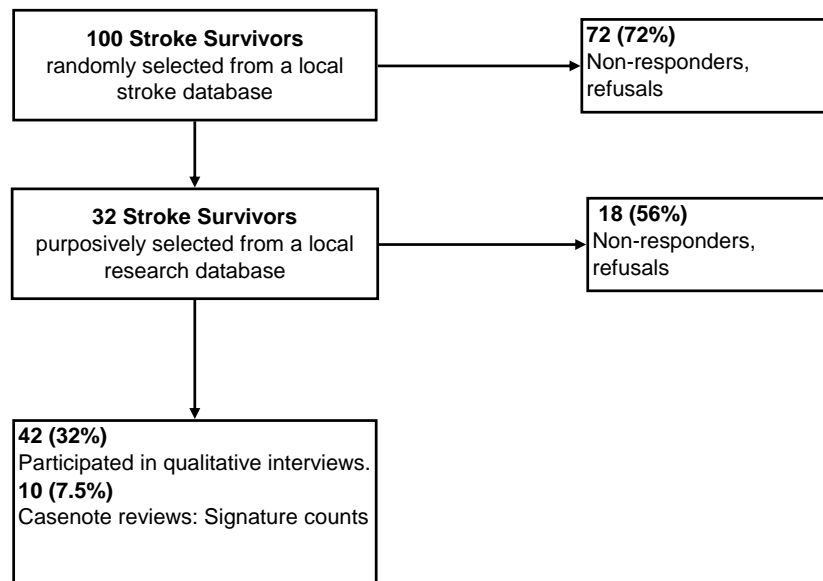 100 Stroke Survivors
randomly selected from a local
stroke database
72 (72%)
Non-responders,
refusals
32 Stroke Survivors
purposively selected from a local
research database
18 (56%)
Non-responders,
refusals
42 (32%)
Participated in qualitative interviews.
10 (7.5%)
Casenote reviews: Signature counts